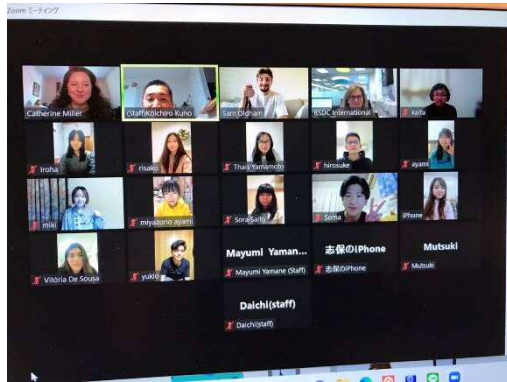 Zoom ミーティング
Catherine Miller
(Staff)Koichiro Kuno
Sam Oldham
BSDC International
kaita
Iroha
risako
Thais Yamamoto
hirosuke
ayami
miki
miyazono ayami
Sora Saito
Soma
iPhone
Vitória De Sousa
yukio
Mayumi Yaman...
Mayumi Yamane (Staff)
志保のiPhone
志保のiPhone
Mutsuki
Mutsuki
Daichi(staff)
Daichi(staff)